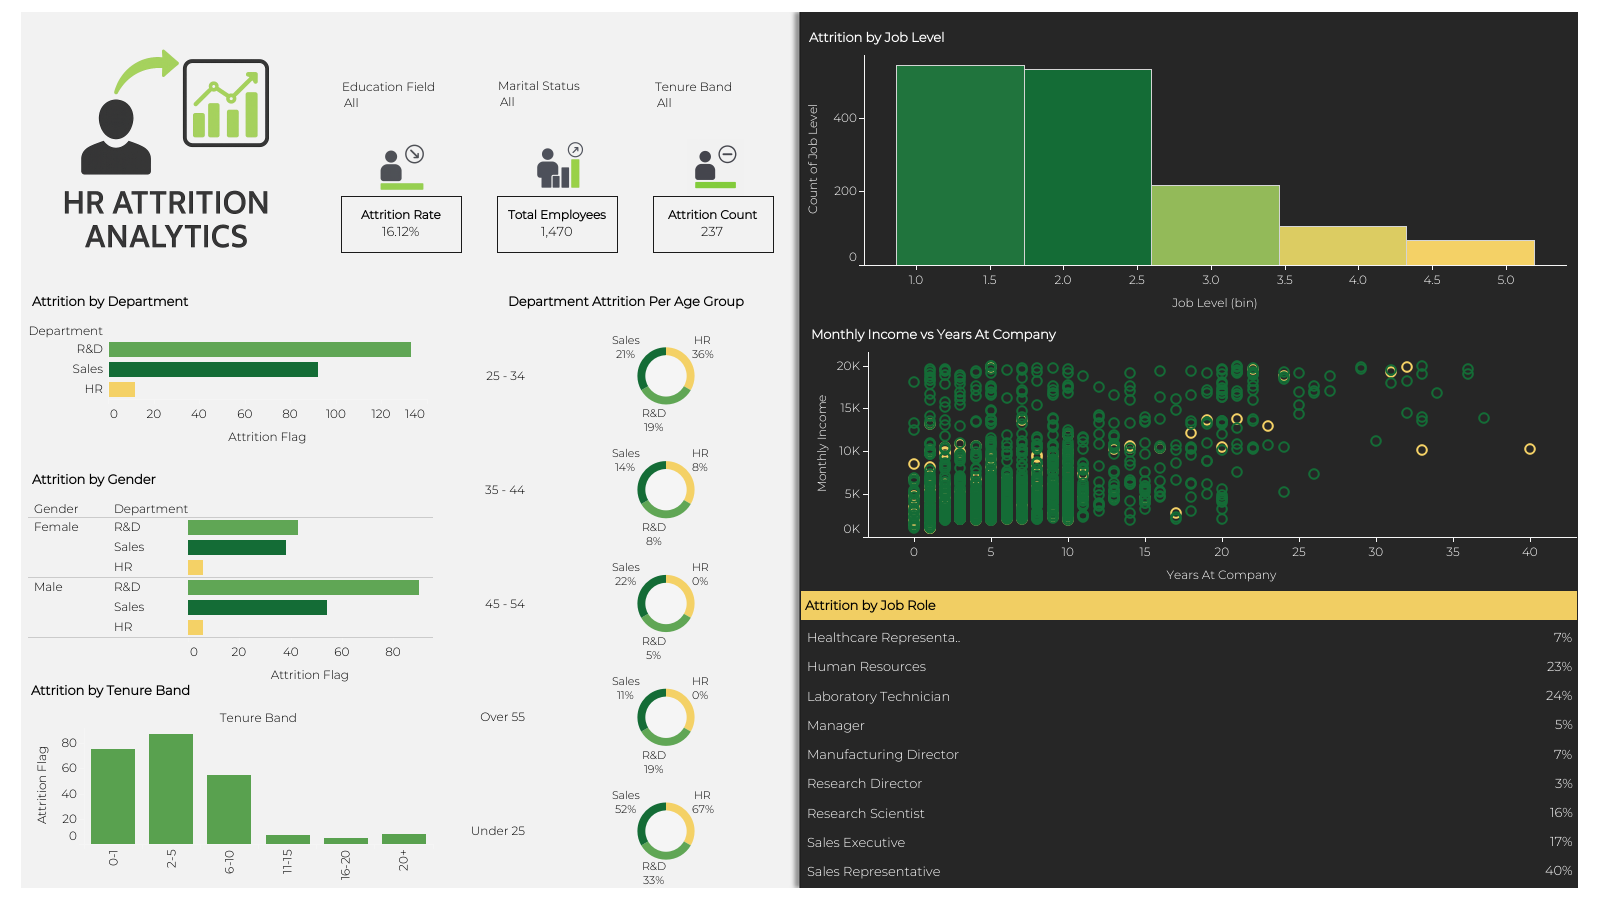 HR ATTRITION
ANALYTICS
Education Field
All
Marital Status
All
Tenure Band
All
Attrition Rate
16.12%
Total Employees
1,470
Attrition Count
237
Attrition by Department
Department
R&D
Sales
HR
0 20 40 60 80 100 120 140
Attrition Flag
Attrition by Gender
Gender Department
Female R&D
Sales
HR
Male R&D
Sales
HR
0 20 40 60 80
Attrition Flag
Attrition by Tenure Band
Tenure Band
Attrition Flag
80
60
40
20
0
0-1 2-5 6-10 11-15 16-20 20+
Department Attrition Per Age Group
25 - 34
Sales
21%
HR
36%
R&D
19%
35 - 44
Sales
14%
HR
8%
R&D
8%
45 - 54
Sales
22%
HR
0%
R&D
5%
Over 55
Sales
11%
HR
0%
R&D
19%
Under 25
Sales
52%
HR
67%
R&D
33%
Attrition by Job Level
Count of Job Level
400
200
0
1.0 1.5 2.0 2.5 3.0 3.5 4.0 4.5 5.0
Job Level (bin)
Monthly Income vs Years At Company
Monthly Income
20K
15K
10K
5K
0K
0 5 10 15 20 25 30 35 40
Years At Company
Attrition by Job Role
Healthcare Representa.. 7%
Human Resources 23%
Laboratory Technician 24%
Manager 5%
Manufacturing Director 7%
Research Director 3%
Research Scientist 16%
Sales Executive 17%
Sales Representative 40%